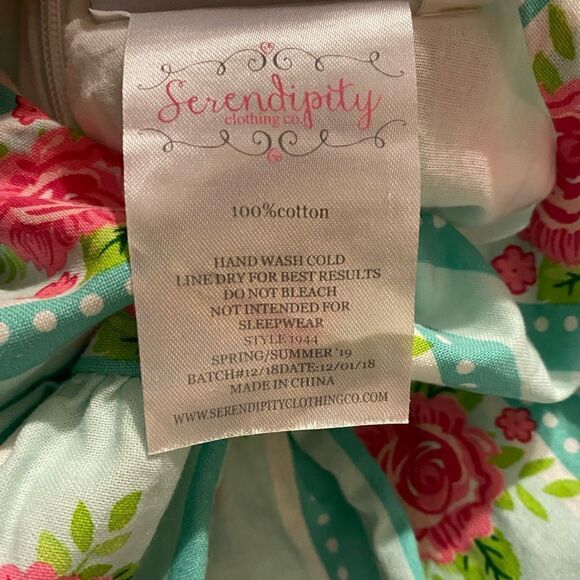 Serendipity
clothing co.
100%cotton
HAND WASH COLD
LINE DRY FOR BEST RESULTS
DO NOT BLEACH
NOT INTENDED FOR
SLEEPWEAR
STYLE 1944
SPRING/SUMMER '19
BATCH#12/18DATE:12/01/18
MADE IN CHINA
WWW.SERENDIPITYCLOTHINGCO.COM